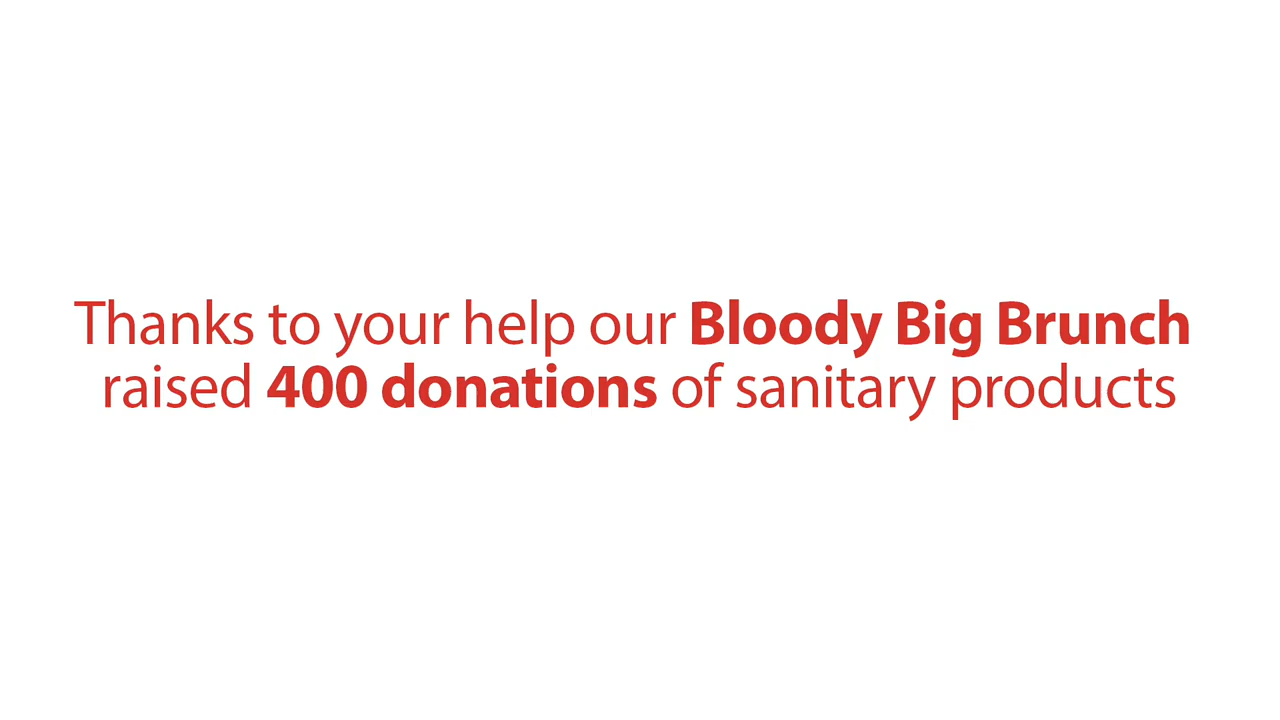 Thanks to your help our Bloody Big Brunch
raised 400 donations of sanitary products